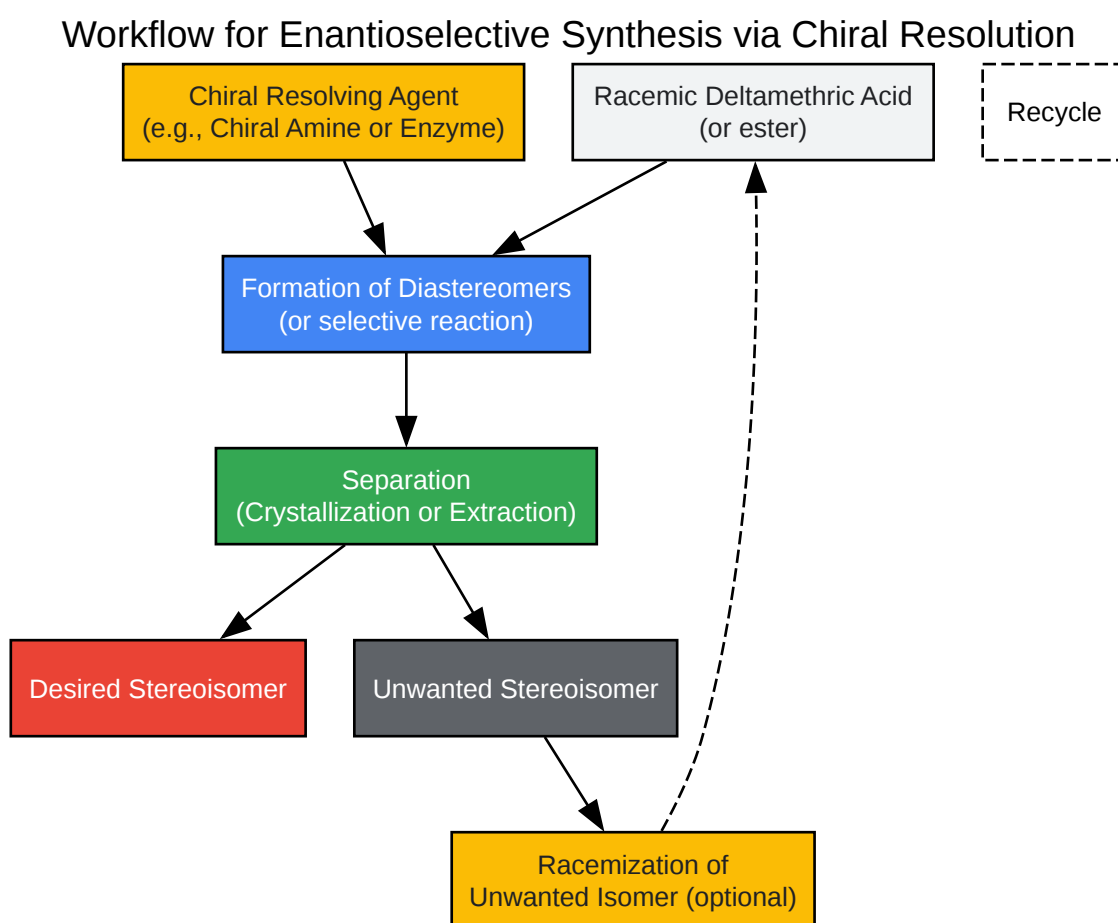 Workflow for Enantioselective Synthesis via Chiral Resolution
Chiral Resolving Agent
(e.g., Chiral Amine or Enzyme)
Racemic Deltamethric Acid
(or ester)
Recycle
Formation of Diastereomers
(or selective reaction)
Separation
(Crystallization or Extraction)
Desired Stereoisomer
Unwanted Stereoisomer
Racemization of
Unwanted Isomer (optional)